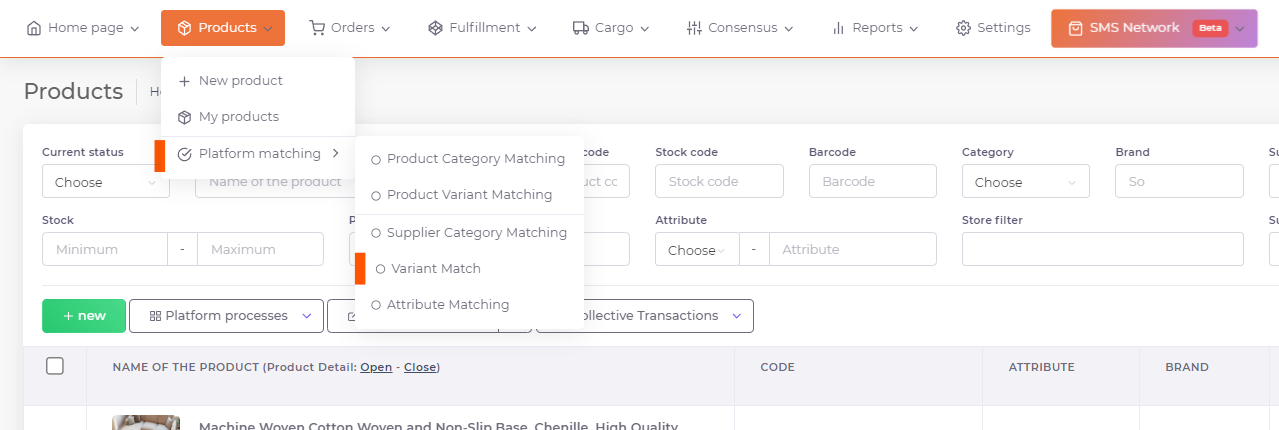 Home page
Products
Orders
Fulfillment
Cargo
Consensus
Reports
Settings
SMS Network Beta
New product
My products
Platform matching
Product Category Matching
Product Variant Matching
Supplier Category Matching
Variant Match
Attribute Matching
Products
Current status
code
Stock code
Barcode
Category
Brand
Choose
Name of the product
Stock code
Barcode
Choose
So
Stock
Attribute
Store filter
Minimum - Maximum
Choose - Attribute
+ new
Platform processes
ollective Transactions
NAME OF THE PRODUCT (Product Detail: Open - Close)
CODE
ATTRIBUTE
BRAND
Machine Woven Cotton Woven and Non-Slip Base, Chenille, High Quality